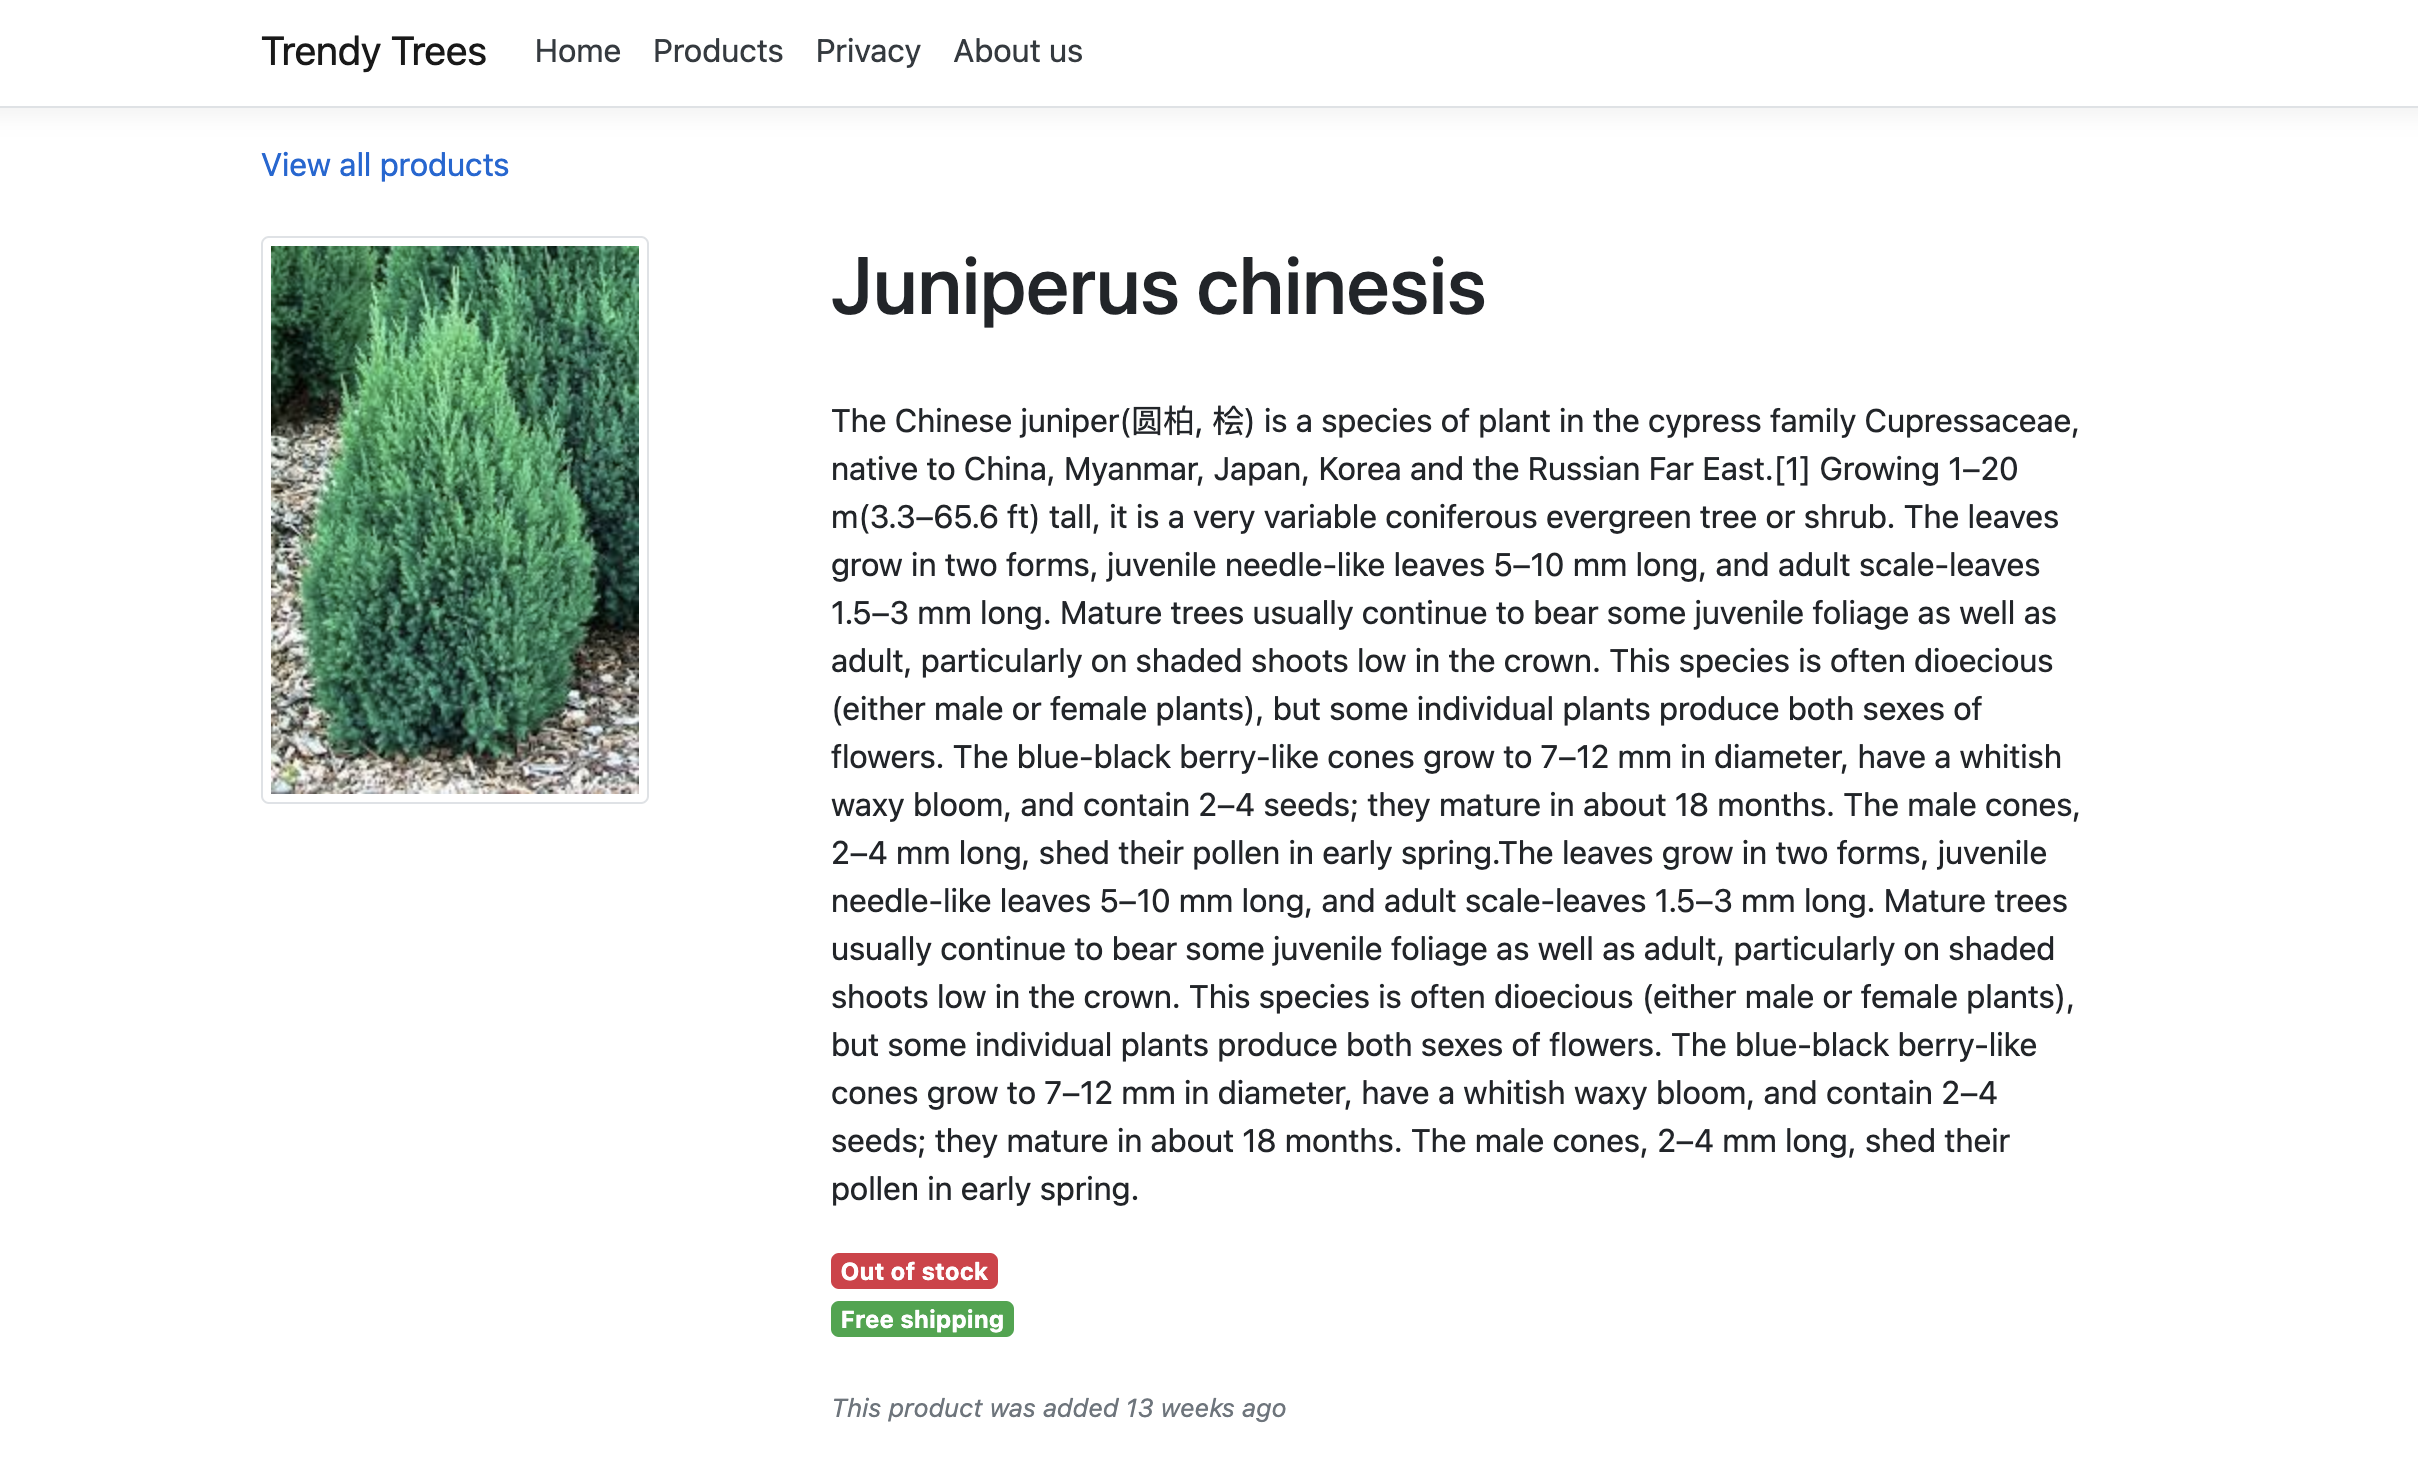 Trendy Trees Home Products Privacy About us
View all products
Juniperus chinesis
The Chinese juniper(圆柏, 桧) is a species of plant in the cypress family Cupressaceae,
native to China, Myanmar, Japan, Korea and the Russian Far East.[1] Growing 1–20
m(3.3–65.6 ft) tall, it is a very variable coniferous evergreen tree or shrub. The leaves
grow in two forms, juvenile needle-like leaves 5–10 mm long, and adult scale-leaves
1.5–3 mm long. Mature trees usually continue to bear some juvenile foliage as well as
adult, particularly on shaded shoots low in the crown. This species is often dioecious
(either male or female plants), but some individual plants produce both sexes of
flowers. The blue-black berry-like cones grow to 7–12 mm in diameter, have a whitish
waxy bloom, and contain 2–4 seeds; they mature in about 18 months. The male cones,
2–4 mm long, shed their pollen in early spring.The leaves grow in two forms, juvenile
needle-like leaves 5–10 mm long, and adult scale-leaves 1.5–3 mm long. Mature trees
usually continue to bear some juvenile foliage as well as adult, particularly on shaded
shoots low in the crown. This species is often dioecious (either male or female plants),
but some individual plants produce both sexes of flowers. The blue-black berry-like
cones grow to 7–12 mm in diameter, have a whitish waxy bloom, and contain 2–4
seeds; they mature in about 18 months. The male cones, 2–4 mm long, shed their
pollen in early spring.
Out of stock
Free shipping
This product was added 13 weeks ago